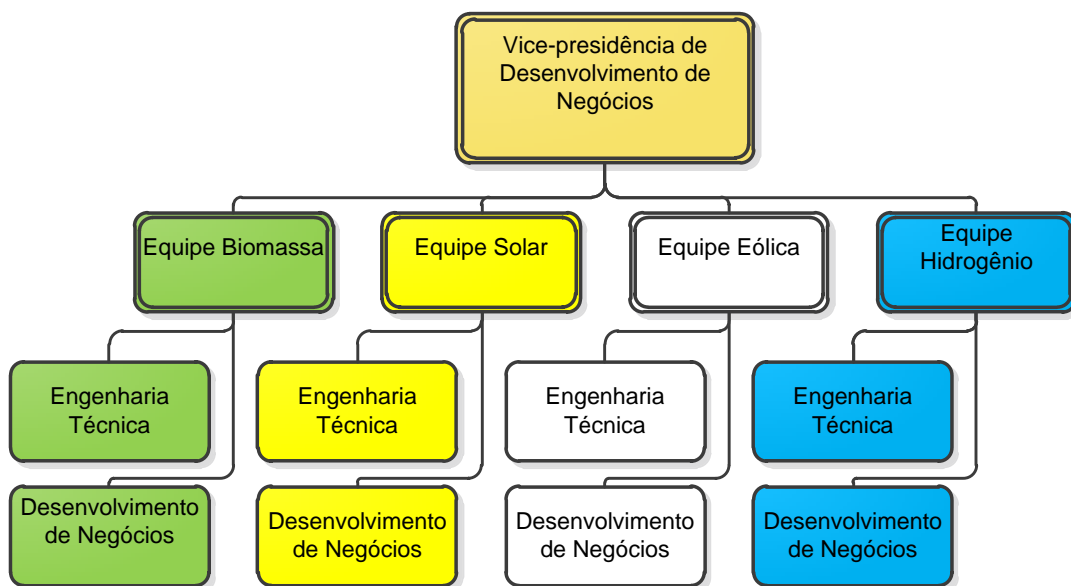 Vice-presidência de
Desenvolvimento de
Negócios
Equipe Biomassa
Equipe Solar
Equipe Eólica
Equipe
Hidrogênio
Engenharia
Técnica
Engenharia
Técnica
Engenharia
Técnica
Engenharia
Técnica
Desenvolvimento
de Negócios
Desenvolvimento
de Negócios
Desenvolvimento
de Negócios
Desenvolvimento
de Negócios